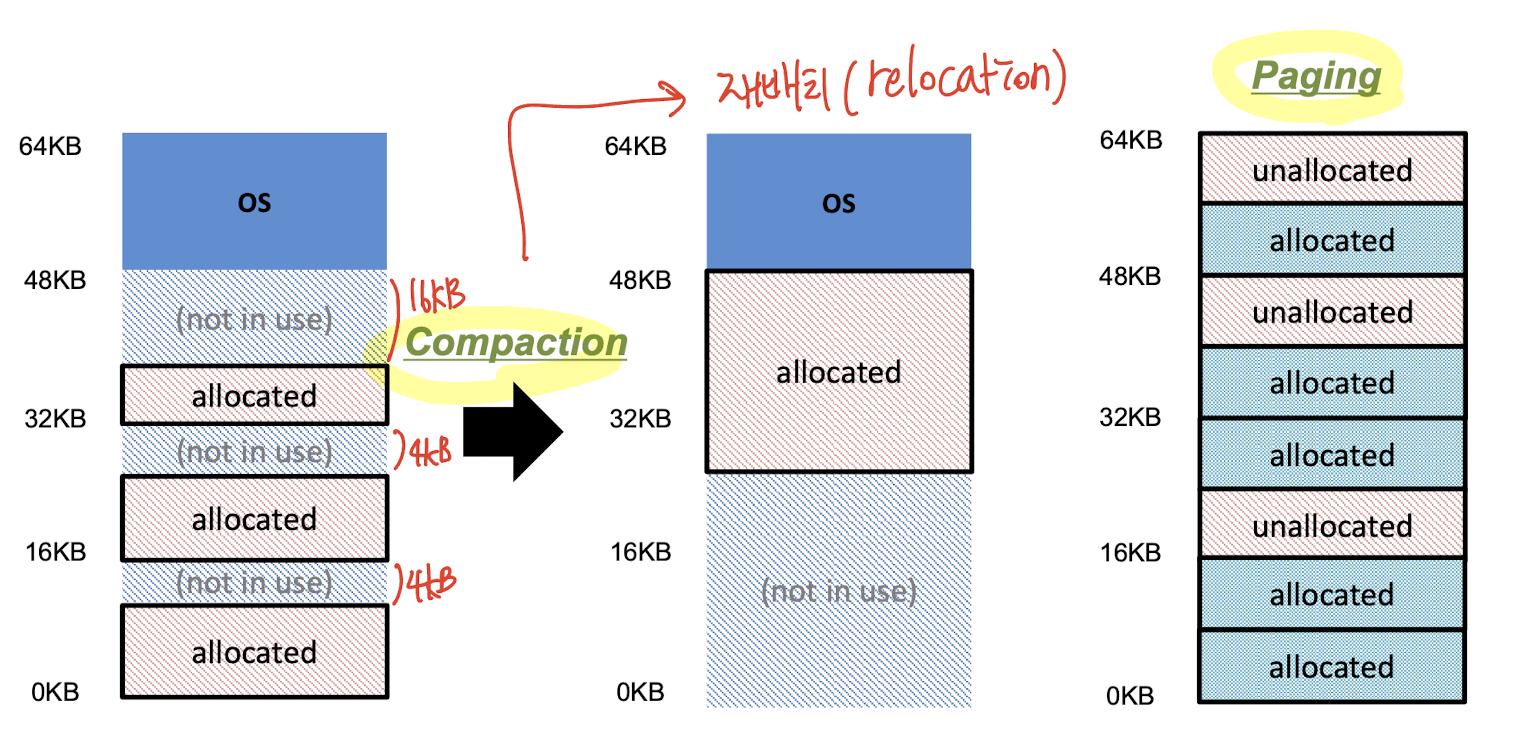 재배치 (relocation)
Paging
64KB
OS
48KB
(not in use)
16KB
allocated
32KB
(not in use)
4KB
allocated
16KB
(not in use)
4KB
allocated
0KB
Compaction
64KB
OS
48KB
allocated
32KB
16KB
(not in use)
0KB
64KB
unallocated
allocated
48KB
unallocated
allocated
32KB
allocated
unallocated
16KB
allocated
allocated
0KB